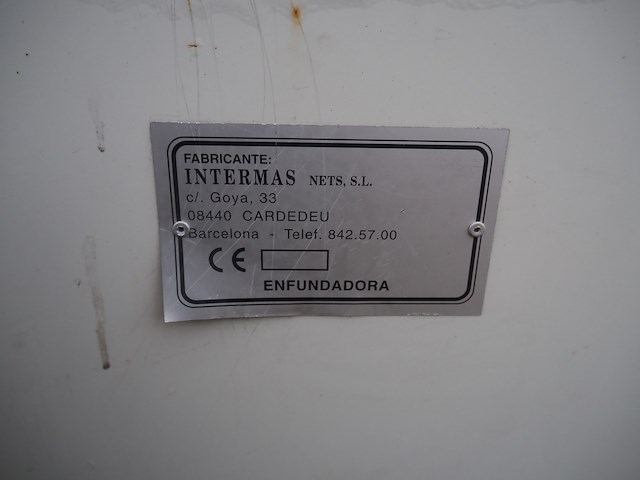 FABRICANTE:
INTERMAS NETS, S.L.
c/. Goya, 33
08440 CARDEDEU
Barcelona - Telef. 842.57.00
CE
ENFUNDADORA